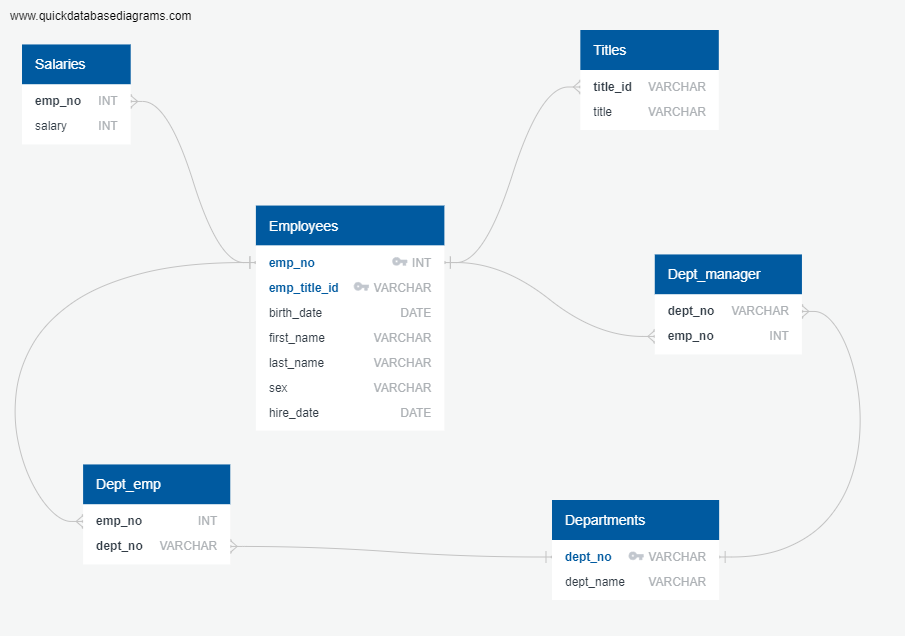 www.quickdatabasediagrams.com
Salaries
emp_no INT
salary INT
Titles
title_id VARCHAR
title VARCHAR
Employees
emp_no INT
emp_title_id VARCHAR
birth_date DATE
first_name VARCHAR
last_name VARCHAR
sex VARCHAR
hire_date DATE
Dept_manager
dept_no VARCHAR
emp_no INT
Dept_emp
emp_no INT
dept_no VARCHAR
Departments
dept_no VARCHAR
dept_name VARCHAR